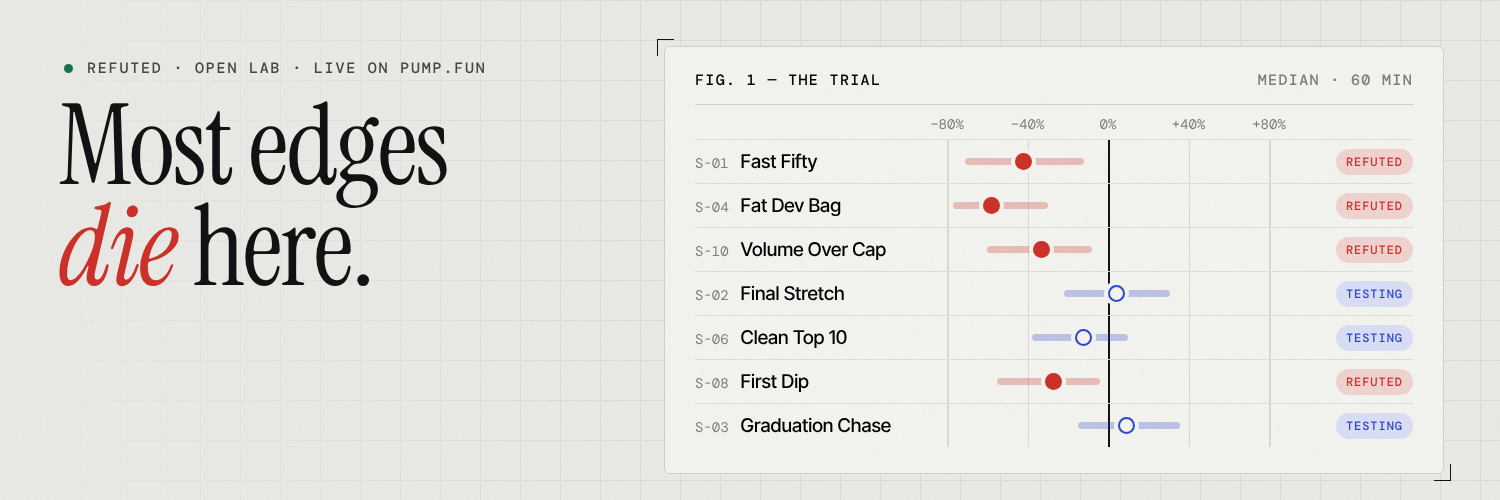 REFUTED · OPEN LAB · LIVE ON PUMP.FUN
Most edges
die here.
FIG. 1 — THE TRIAL
MEDIAN · 60 MIN
−80% −40% 0% +40% +80%
S-01 Fast Fifty REFUTED
S-04 Fat Dev Bag REFUTED
S-10 Volume Over Cap REFUTED
S-02 Final Stretch TESTING
S-06 Clean Top 10 TESTING
S-08 First Dip REFUTED
S-03 Graduation Chase TESTING